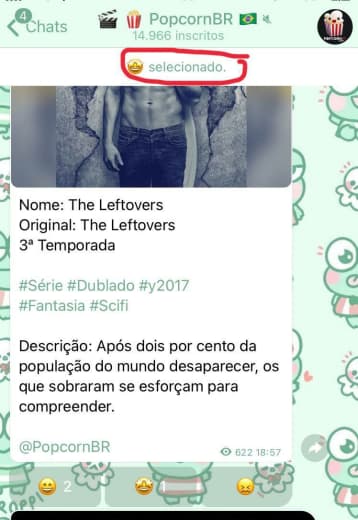 4
Chats
🎬 🍿 PopcornBR 🇧🇷
14.966 inscritos
🤩 selecionado.
Nome: The Leftovers
Original: The Leftovers
3ª Temporada
#Série #Dublado #y2017
#Fantasia #Scifi
Descrição: Após dois por cento da
população do mundo desaparecer, os
que sobraram se esforçam para
compreender.
@PopcornBR
622 18:57
😀 2 🤩 1 😣